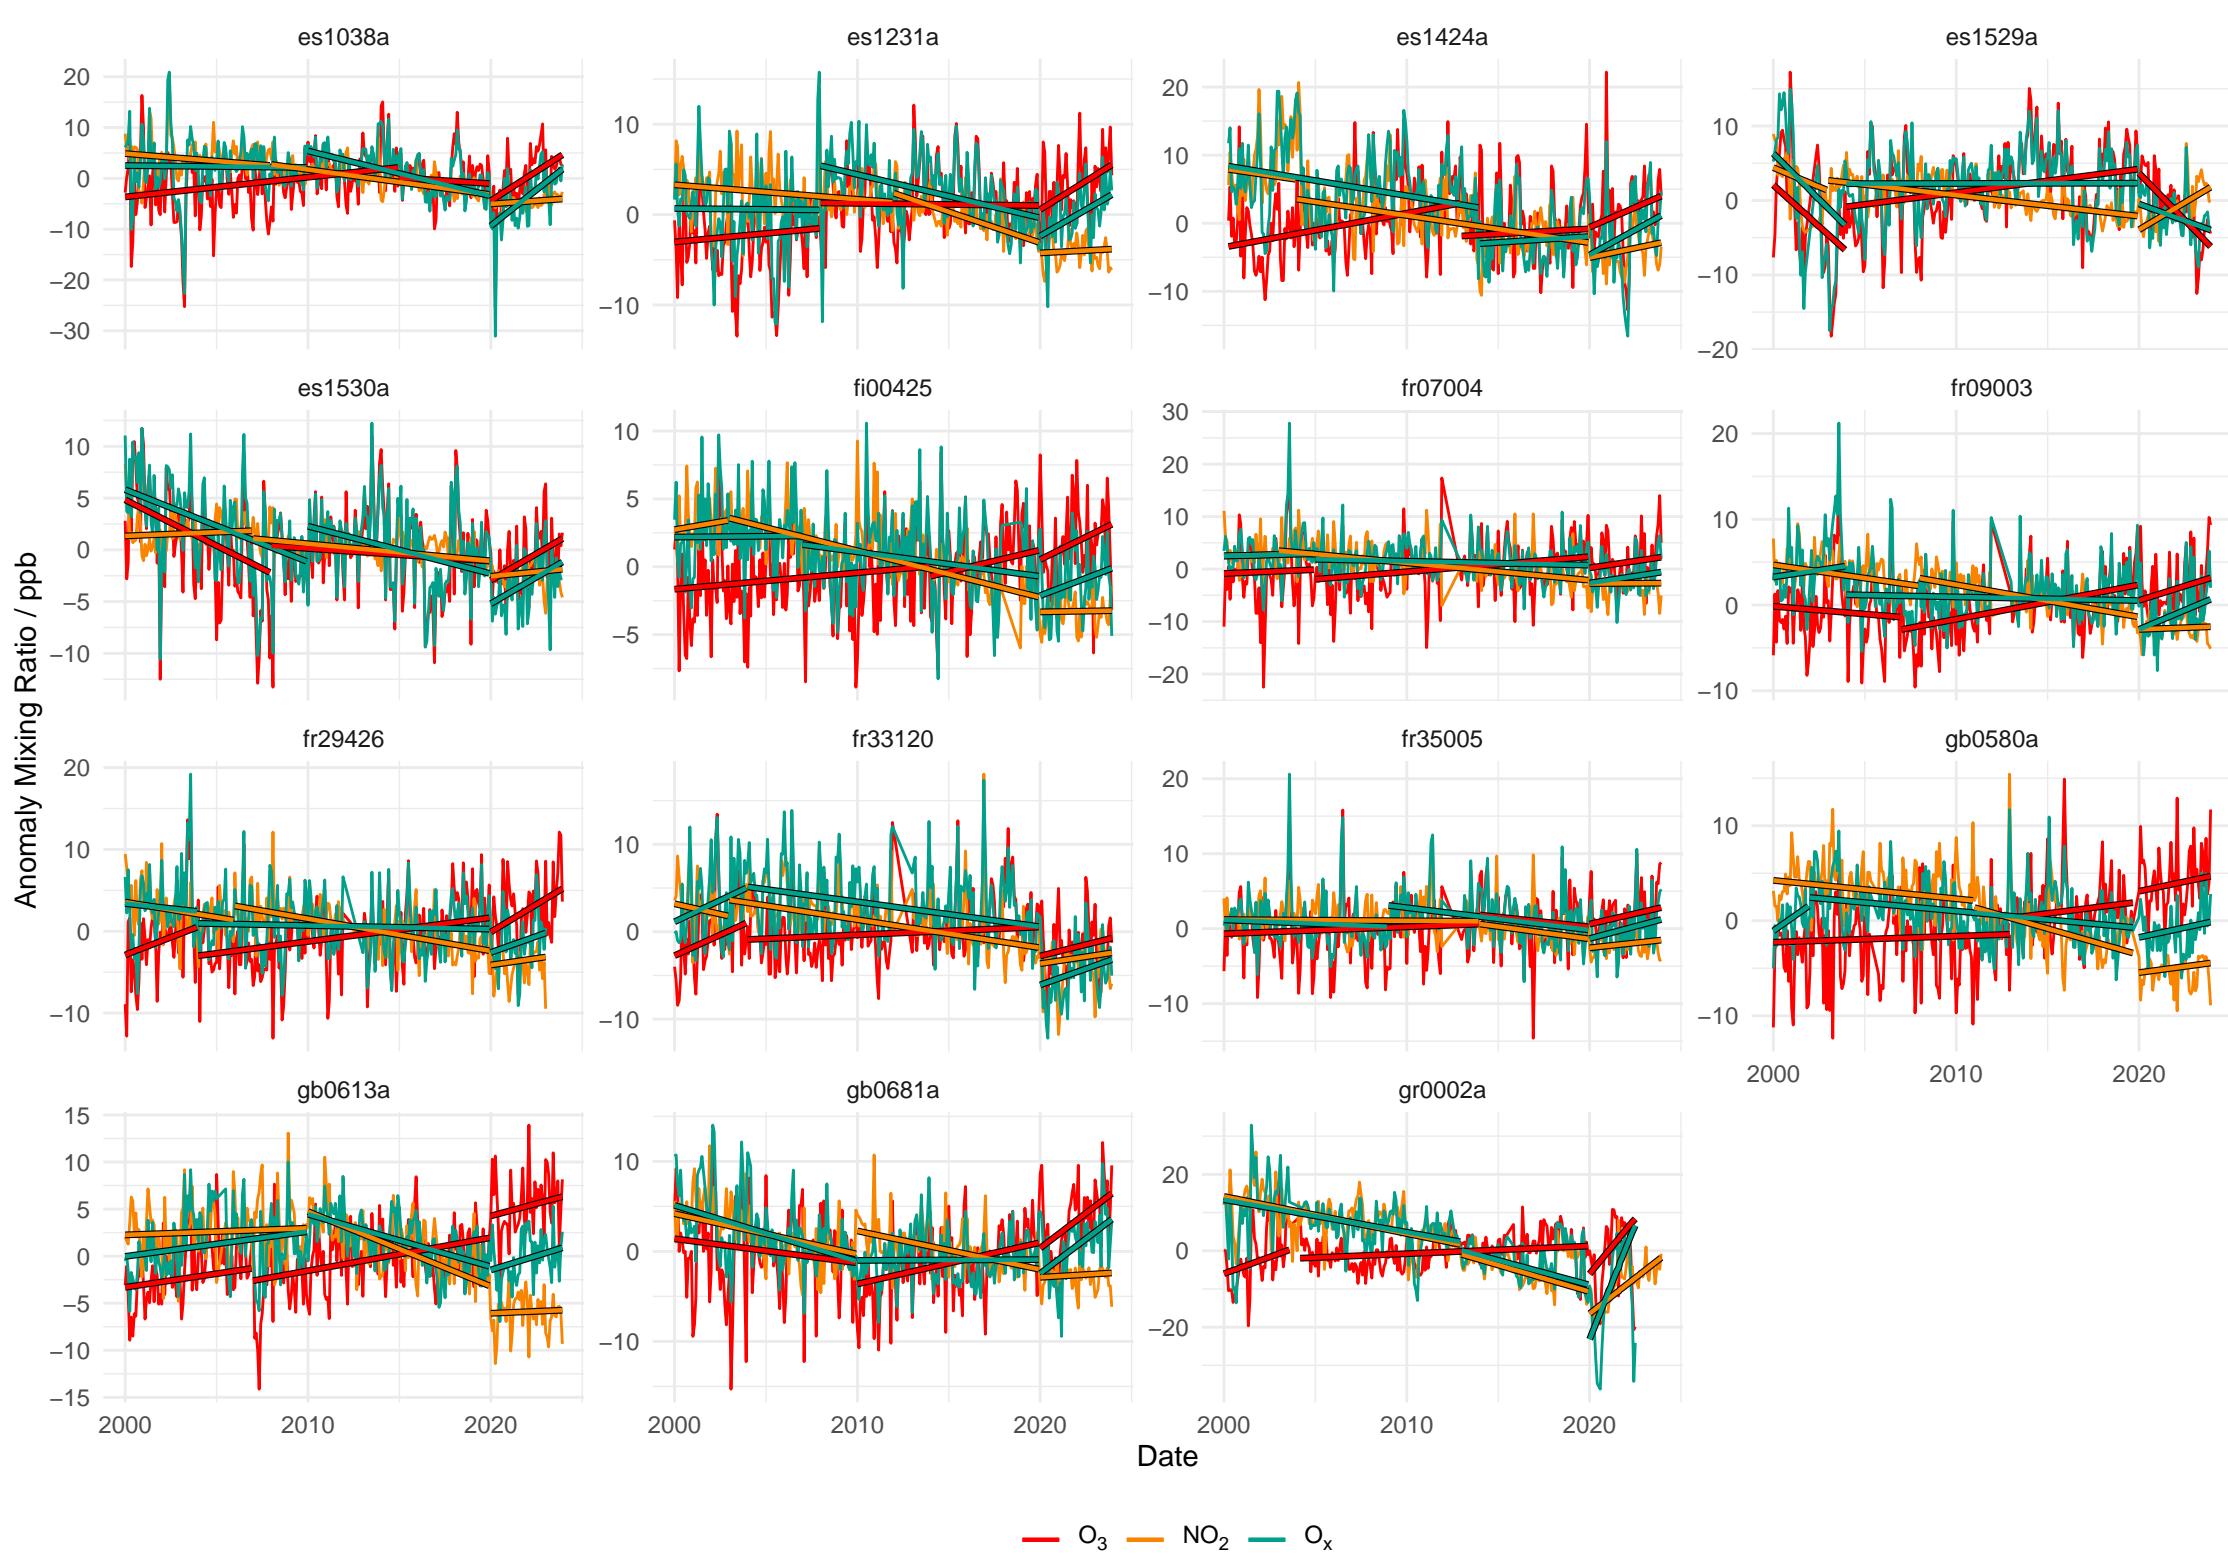 es1038a es1231a es1424a es1529a
20 10 0 −10 −20 −30
10 0 −10
20 10 0 −10
10 0 −10 −20
es1530a fi00425 fr07004 fr09003
10 5 0 −5 −10
10 5 0 −5
30 20 10 0 −10 −20
20 10 0 −10
Anomaly Mixing Ratio / ppb
fr29426 fr33120 fr35005 gb0580a
20 10 0 −10
10 0 −10
20 10 0 −10
10 0 −10
2000 2010 2020
gb0613a gb0681a gr0002a
15 10 5 0 −5 −10 −15
10 0 −10
20 0 −20
2000 2010 2020 2000 2010 2020 2000 2010 2020
Date
O3 NO2 Ox